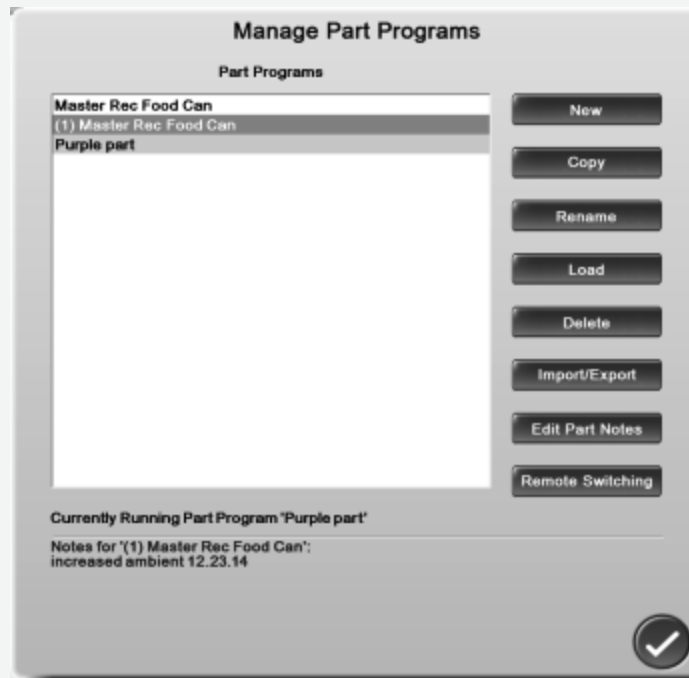 Manage Part Programs
Part Programs
Master Rec Food Can
(1) Master Rec Food Can
Purple part
New
Copy
Rename
Load
Delete
Import/Export
Edit Part Notes
Remote Switching
Currently Running Part Program 'Purple part'
Notes for '(1) Master Rec Food Can':
increased ambient 12.23.14